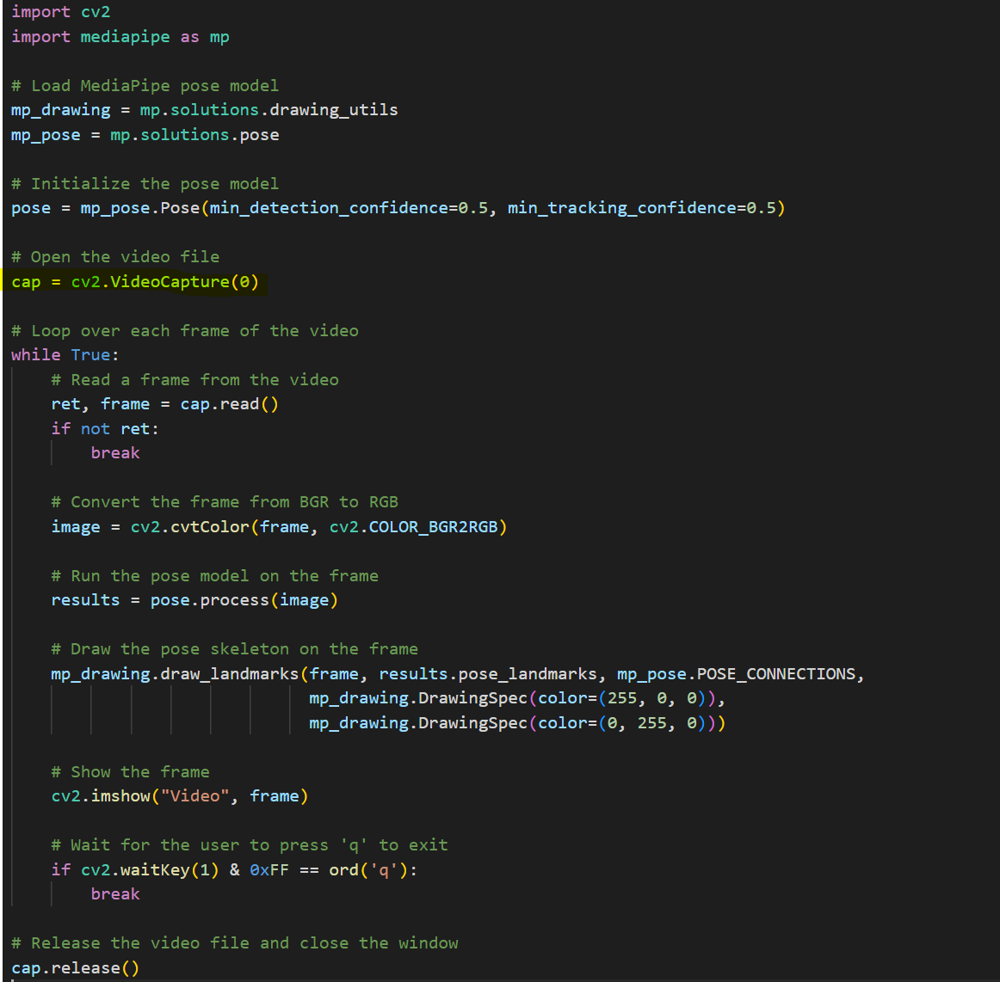 import cv2
import mediapipe as mp
# Load MediaPipe pose model
mp_drawing = mp.solutions.drawing_utils
mp_pose = mp.solutions.pose
# Initialize the pose model
pose = mp_pose.Pose(min_detection_confidence=0.5, min_tracking_confidence=0.5)
# Open the video file
cap = cv2.VideoCapture(0)
# Loop over each frame of the video
while True:
    # Read a frame from the video
    ret, frame = cap.read()
    if not ret:
        break
    # Convert the frame from BGR to RGB
    image = cv2.cvtColor(frame, cv2.COLOR_BGR2RGB)
    # Run the pose model on the frame
    results = pose.process(image)
    # Draw the pose skeleton on the frame
    mp_drawing.draw_landmarks(frame, results.pose_landmarks, mp_pose.POSE_CONNECTIONS,
                              mp_drawing.DrawingSpec(color=(255, 0, 0)),
                              mp_drawing.DrawingSpec(color=(0, 255, 0)))
    # Show the frame
    cv2.imshow("Video", frame)
    # Wait for the user to press 'q' to exit
    if cv2.waitKey(1) & 0xFF == ord('q'):
        break
# Release the video file and close the window
cap.release()